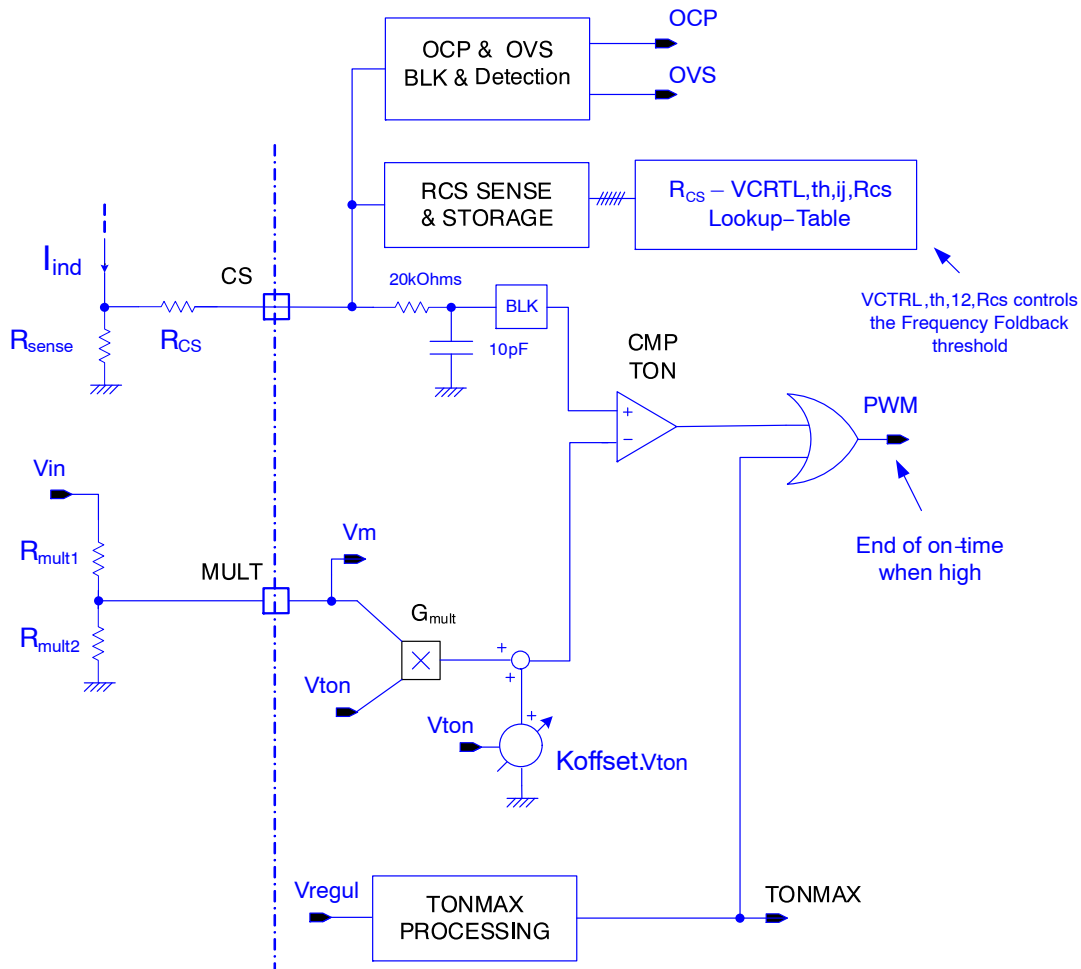 OCP
OCP & OVS
BLK & Detection
OVS
RCS SENSE
& STORAGE
RCS – VCRTL,th,ij,Rcs
Lookup–Table
Iind
CS
20kOhms
BLK
VCTRL,th,12,Rcs controls
the Frequency Foldback
threshold
Rsense
RCS
10pF
CMP
TON
+
−
PWM
Vin
Vm
End of on–time
when high
Rmult1
MULT
Gmult
Rmult2
×
+
+
Vton
+
Vton
Koffset.Vton
Vregul
TONMAX
PROCESSING
TONMAX